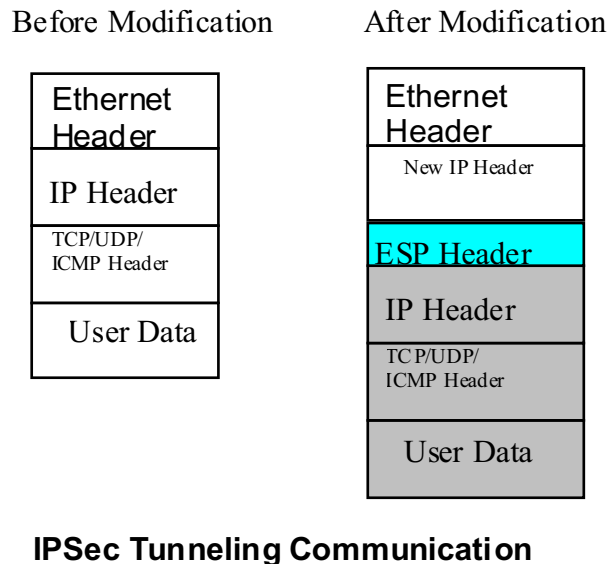 Before Modification
Ethernet
Header
IP Header
TCP/UDP/
ICMP Header
User Data
After Modification
Ethernet
Header
New IP Header
ESP Header
IP Header
TCP/UDP/
ICMP Header
User Data
IPSec Tunneling Communication